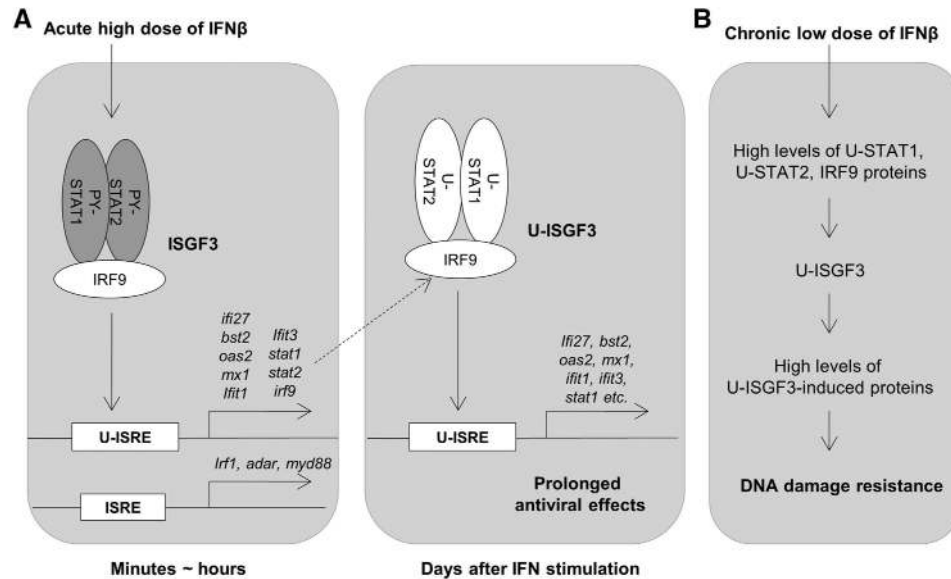 A
Acute high dose of IFNβ
PY-
STAT1
PY-
STAT2
ISGF3
IRF9
ifi27
bst2
oas2
mx1
Ifit1
Ifit3
stat1
stat2
irf9
U-ISRE
Irf1, adar, myd88
ISRE
Minutes ~ hours
U-
STAT2
U-
STAT1
U-ISGF3
IRF9
Ifi27, bst2,
oas2, mx1,
ifit1, ifit3,
stat1 etc.
U-ISRE
Prolonged
antiviral effects
Days after IFN stimulation
B
Chronic low dose of IFNβ
High levels of U-STAT1,
U-STAT2, IRF9 proteins
U-ISGF3
High levels of
U-ISGF3-induced proteins
DNA damage resistance